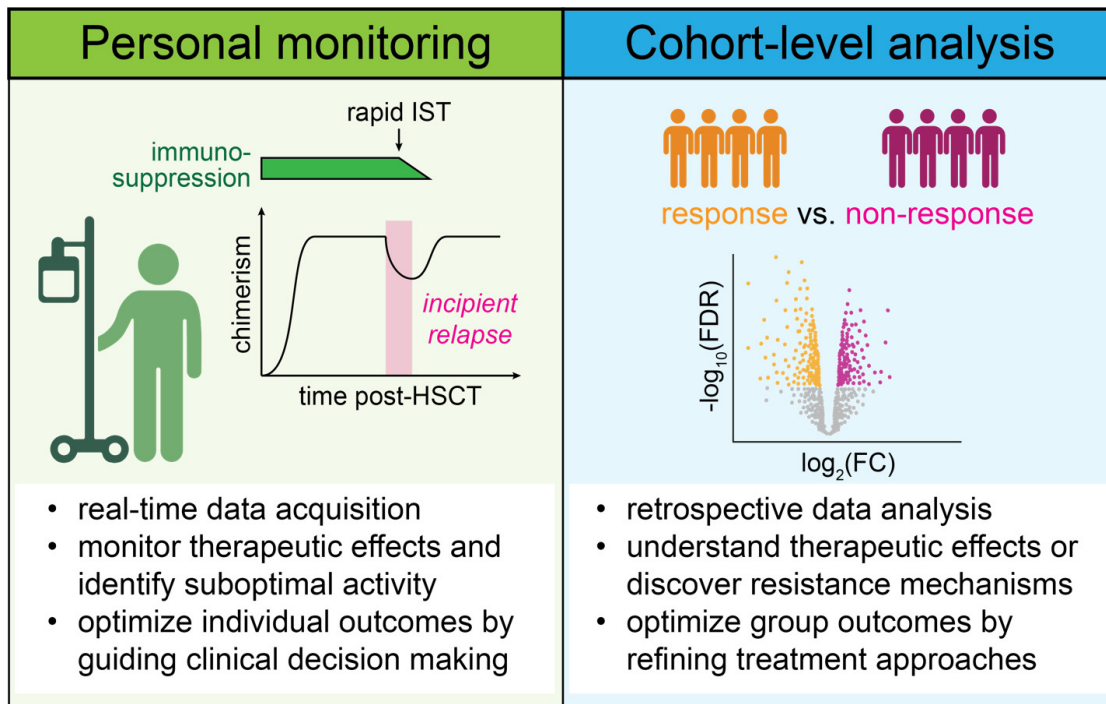 Personal monitoring
rapid IST
immuno-
suppression
chimerism
incipient
relapse
time post-HSCT
• real-time data acquisition
• monitor therapeutic effects and
identify suboptimal activity
• optimize individual outcomes by
guiding clinical decision making
Cohort-level analysis
response vs. non-response
-log₁₀(FDR)
log₂(FC)
• retrospective data analysis
• understand therapeutic effects or
discover resistance mechanisms
• optimize group outcomes by
refining treatment approaches